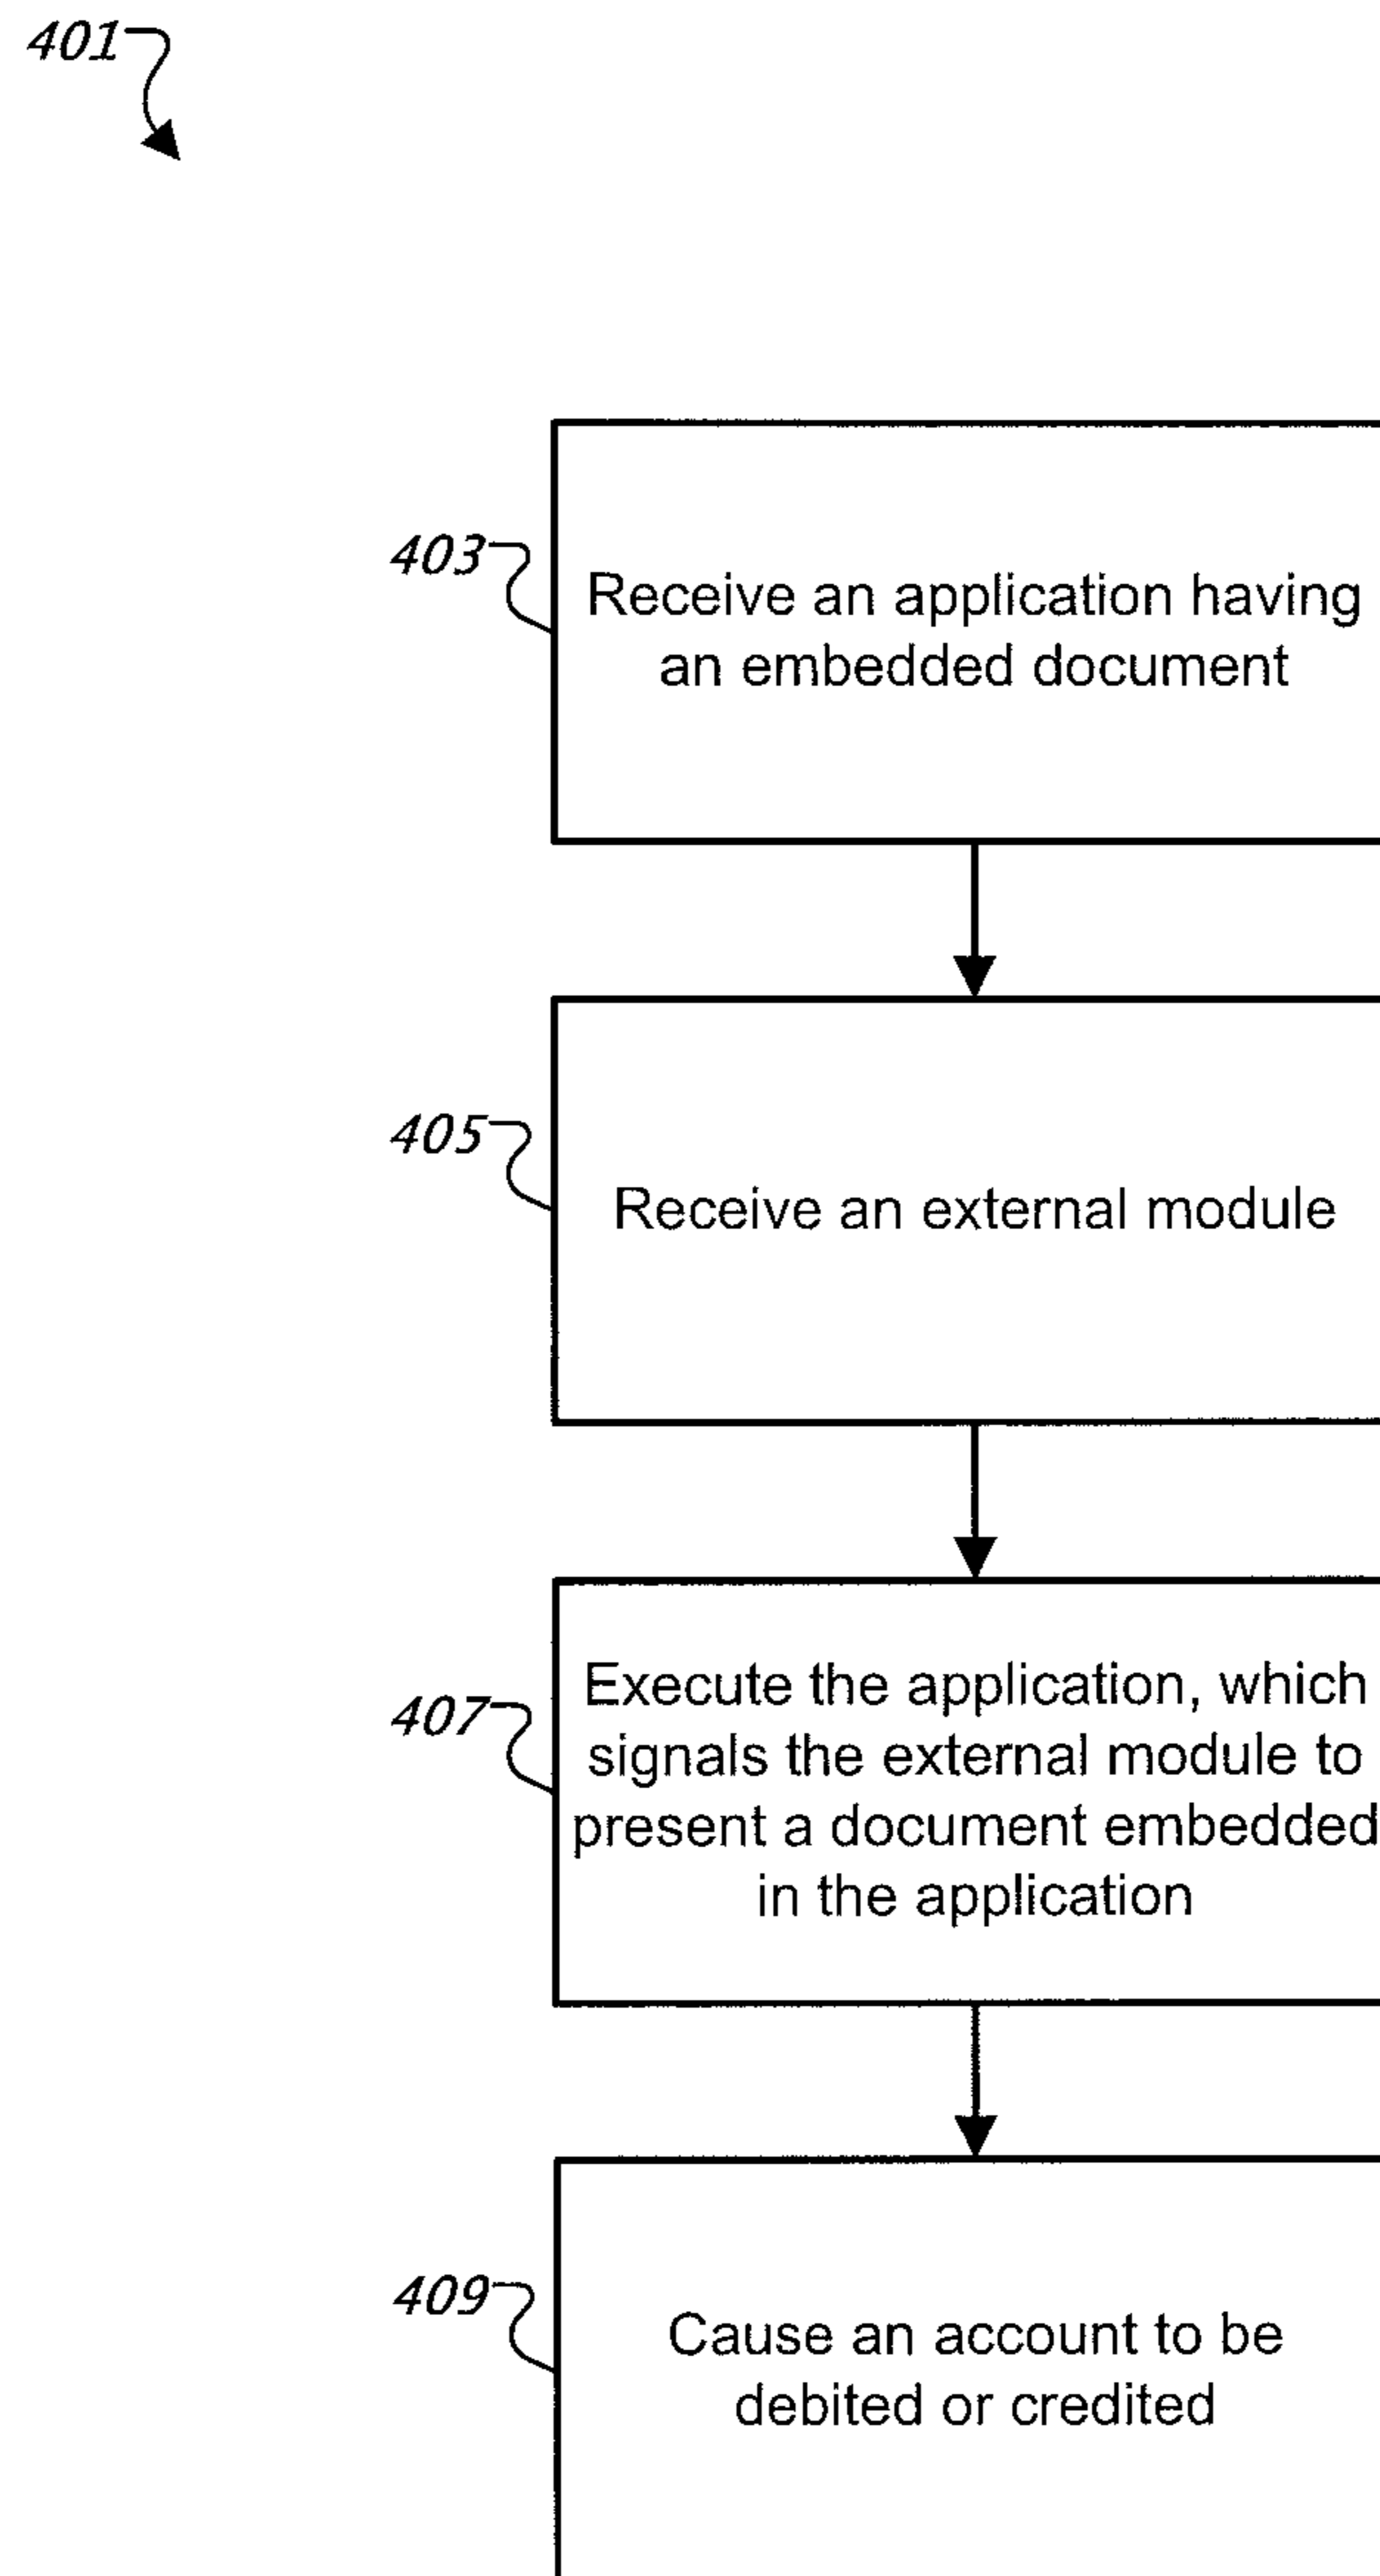 401
403
Receive an application having
an embedded document
405
Receive an external module
407
Execute the application, which
signals the external module to
present a document embedded
in the application
409
Cause an account to be
debited or credited